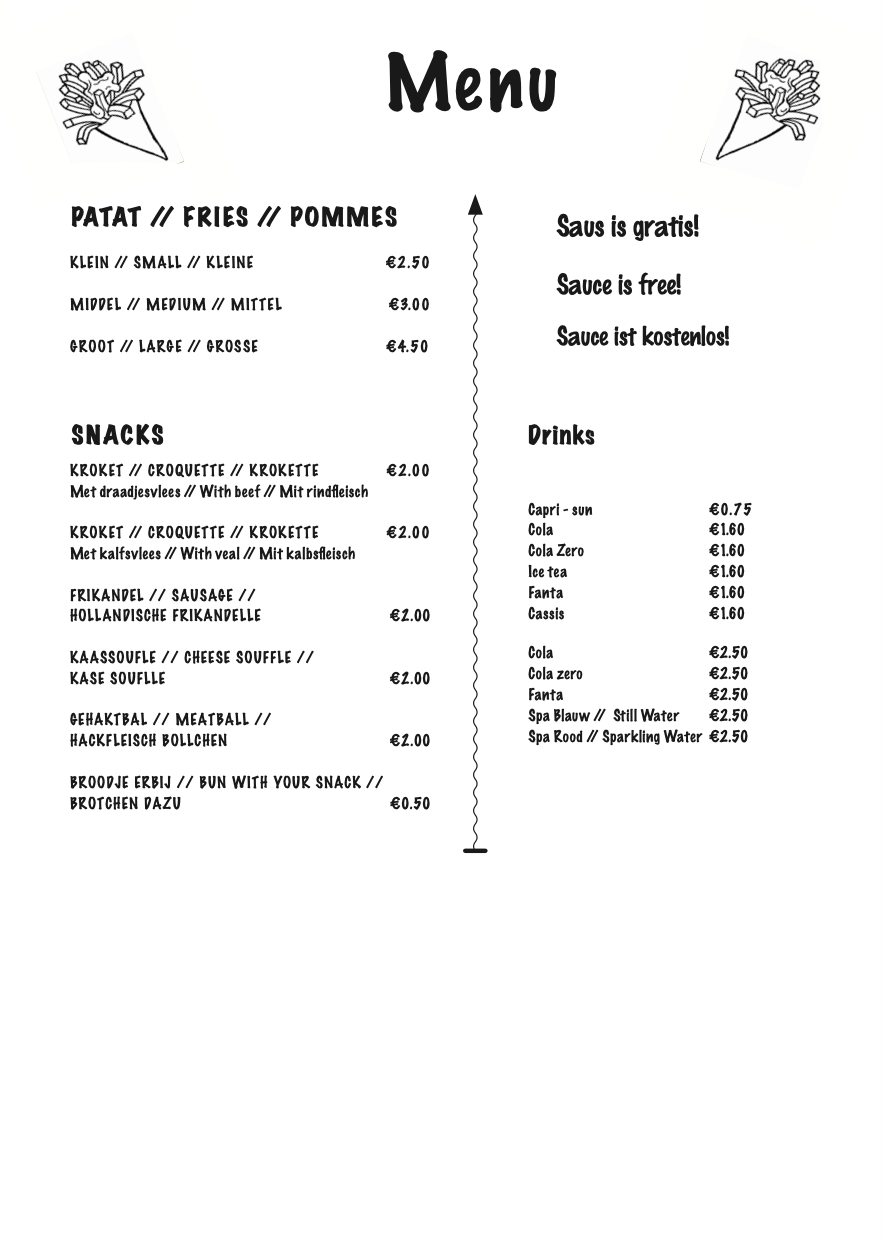 Menu
PATAT // FRIES // POMMES
KLEIN // SMALL // KLEINE €2.50
MIDDEL // MEDIUM // MITTEL €3.00
GROOT // LARGE // GROSSE €4.50
SNACKS
KROKET // CROQUETTE // KROKETTE €2.00
Met draadjesvlees // With beef // Mit rindfleisch
KROKET // CROQUETTE // KROKETTE €2.00
Met kalfsvlees // With veal // Mit kalbsfleisch
FRIKANDEL // SAUSAGE //
HOLLANDISCHE FRIKANDELLE €2.00
KAASSOUFLE // CHEESE SOUFFLE //
KASE SOUFLLE €2.00
GEHAKTBAL // MEATBALL //
HACKFLEISCH BOLLCHEN €2.00
BROODJE ERBIJ // BUN WITH YOUR SNACK //
BROTCHEN DAZU €0.50
Saus is gratis!
Sauce is free!
Sauce ist kostenlos!
Drinks
Capri - sun €0.75
Cola €1.60
Cola Zero €1.60
Ice tea €1.60
Fanta €1.60
Cassis €1.60
Cola €2.50
Cola zero €2.50
Fanta €2.50
Spa Blauw // Still Water €2.50
Spa Rood // Sparkling Water €2.50